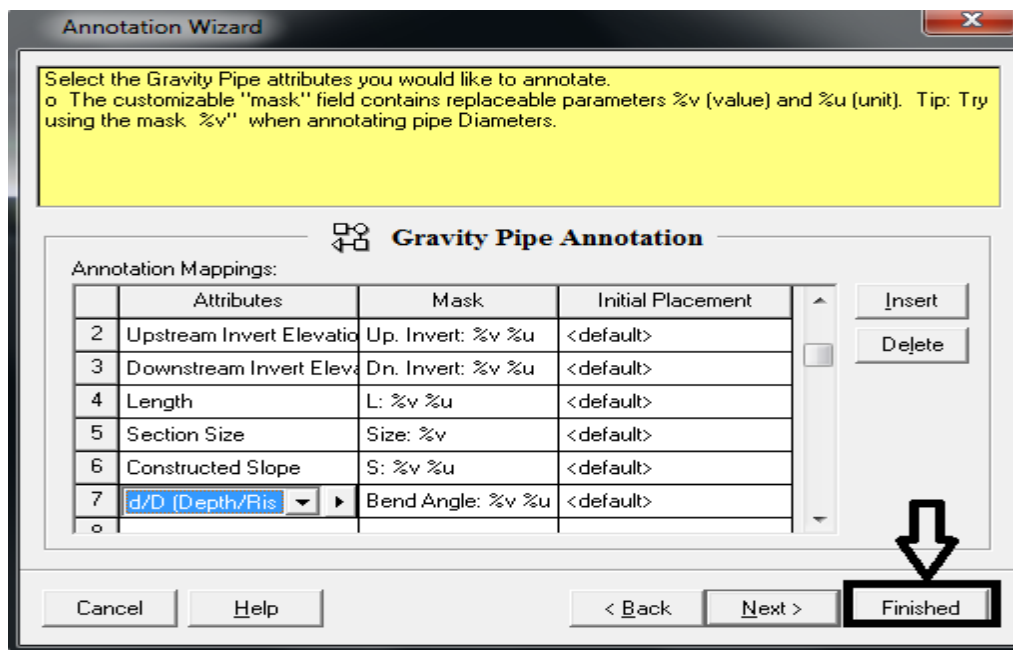 Annotation Wizard
x
Select the Gravity Pipe attributes you would like to annotate.
o The customizable "mask" field contains replaceable parameters %v (value) and %u (unit). Tip: Try
using the mask %v" when annotating pipe Diameters.
Gravity Pipe Annotation
Annotation Mappings:
Attributes Mask Initial Placement
Insert
2 Upstream Invert Elevatio Up. Invert: %v %u <default>
Delete
3 Downstream Invert Eleva Dn. Invert: %v %u <default>
4 Length L: %v %u <default>
5 Section Size Size: %v <default>
6 Constructed Slope S: %v %u <default>
7 d/D (Depth/Ris Bend Angle: %v %u <default>
Cancel Help < Back Next > Finished